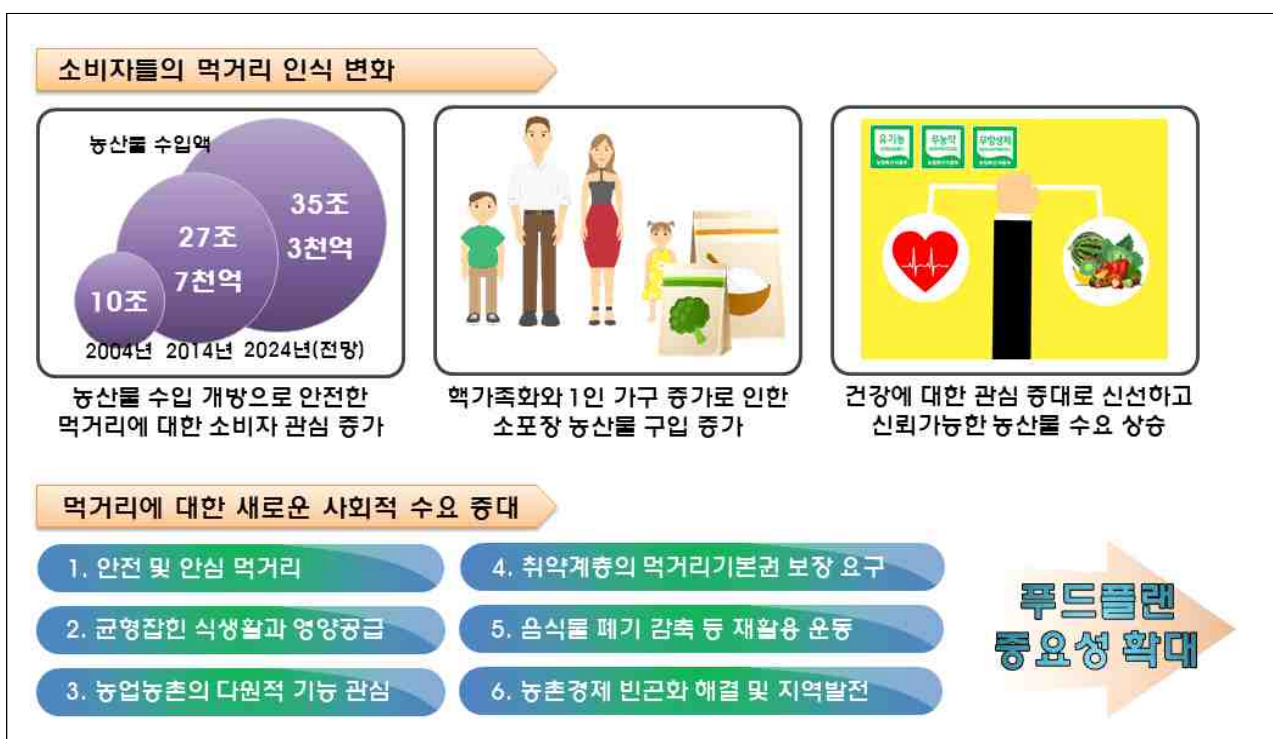 소비자들의 먹거리 인식 변화
농산물 수입액
10조
27조
7천억
35조
3천억
2004년 2014년 2024년(전망)
농산물 수입 개방으로 안전한
먹거리에 대한 소비자 관심 증가
핵가족화와 1인 가구 증가로 인한
소포장 농산물 구입 증가
유기농
무농약
무항생제
건강에 대한 관심 증대로 신선하고
신뢰가능한 농산물 수요 상승
먹거리에 대한 새로운 사회적 수요 증대
1. 안전 및 안심 먹거리
2. 균형잡힌 식생활과 영양공급
3. 농업농촌의 다원적 기능 관심
4. 취약계층의 먹거리기본권 보장 요구
5. 음식물 폐기 감축 등 재활용 운동
6. 농촌경제 빈곤화 해결 및 지역발전
푸드플랜
중요성 확대